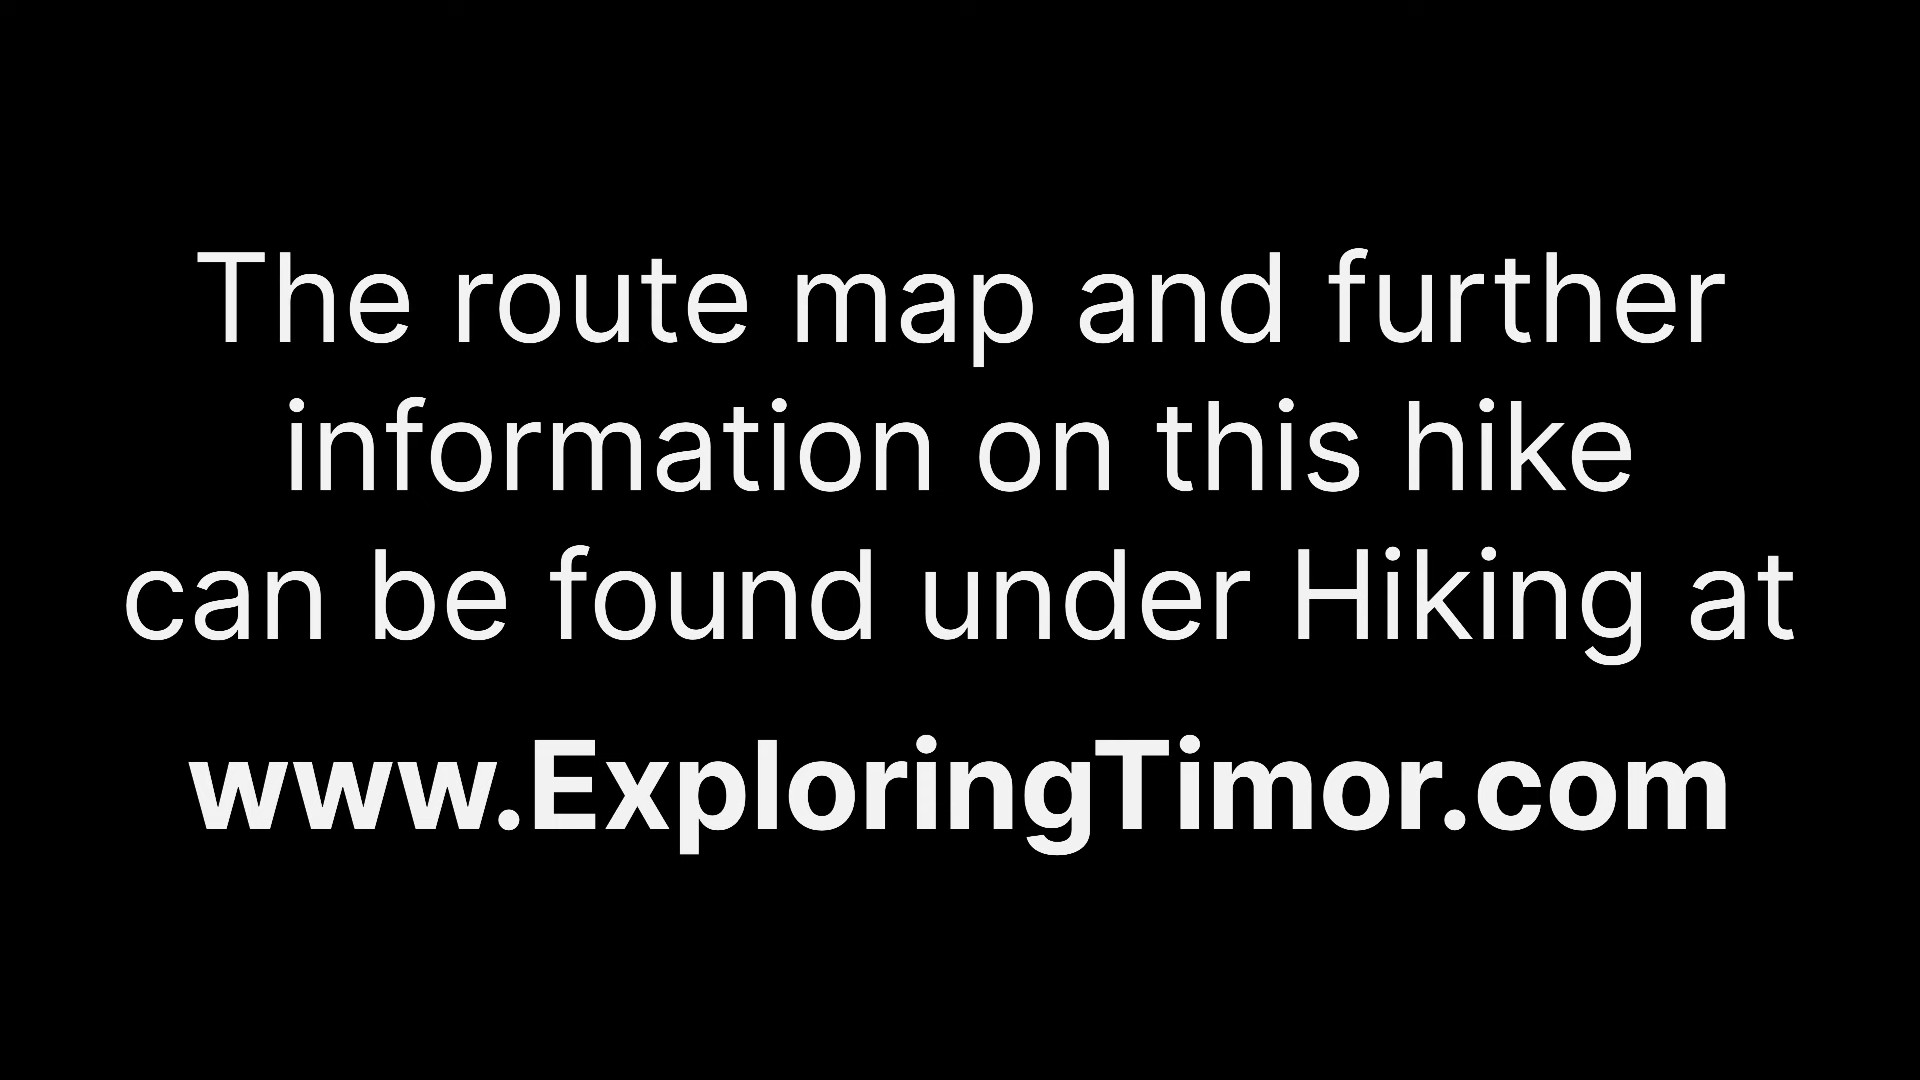 The route map and further
information on this hike
can be found under Hiking at
www.ExploringTimor.com